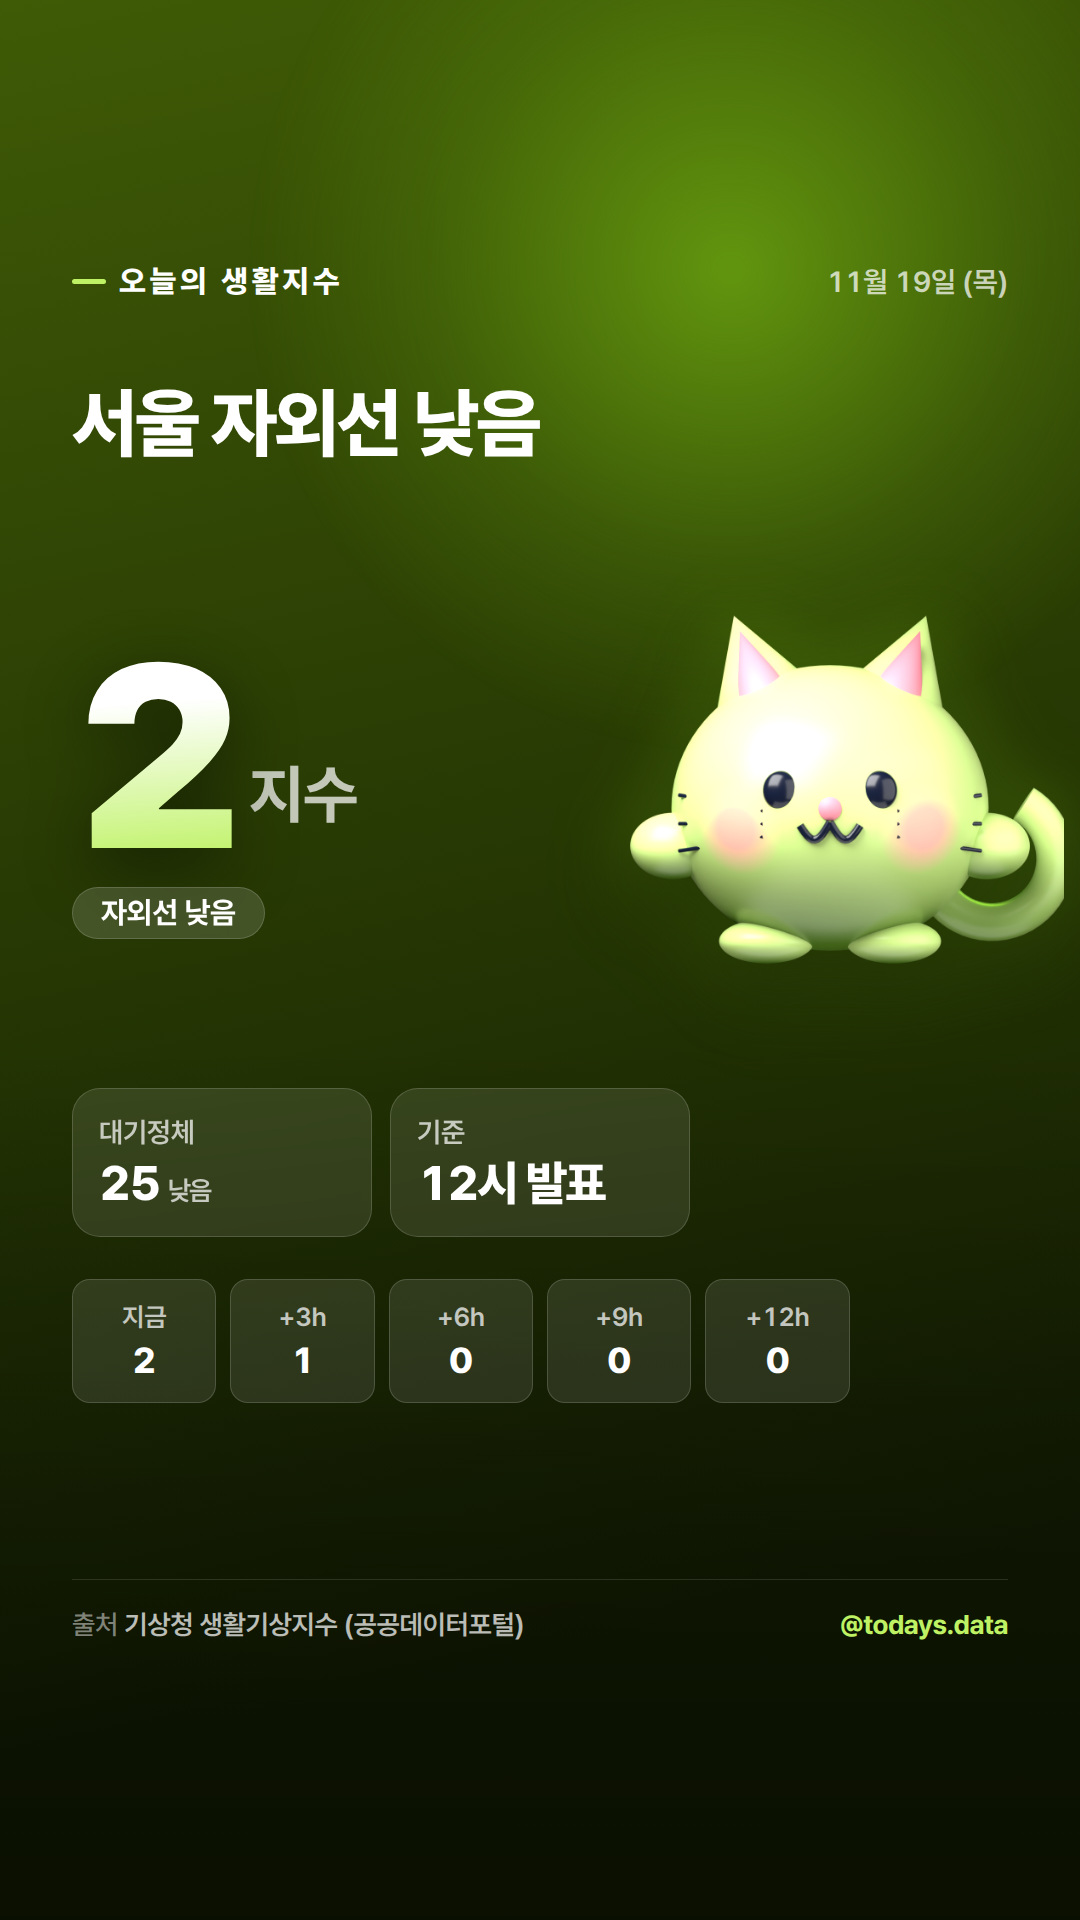 오늘의 생활지수
11월 19일 (목)
서울 자외선 낮음
2 지수
자외선 낮음
대기정체
25 낮음
기준
12시 발표
지금
2
+3h
1
+6h
0
+9h
0
+12h
0
출처 기상청 생활기상지수 (공공데이터포털)
@todays.data